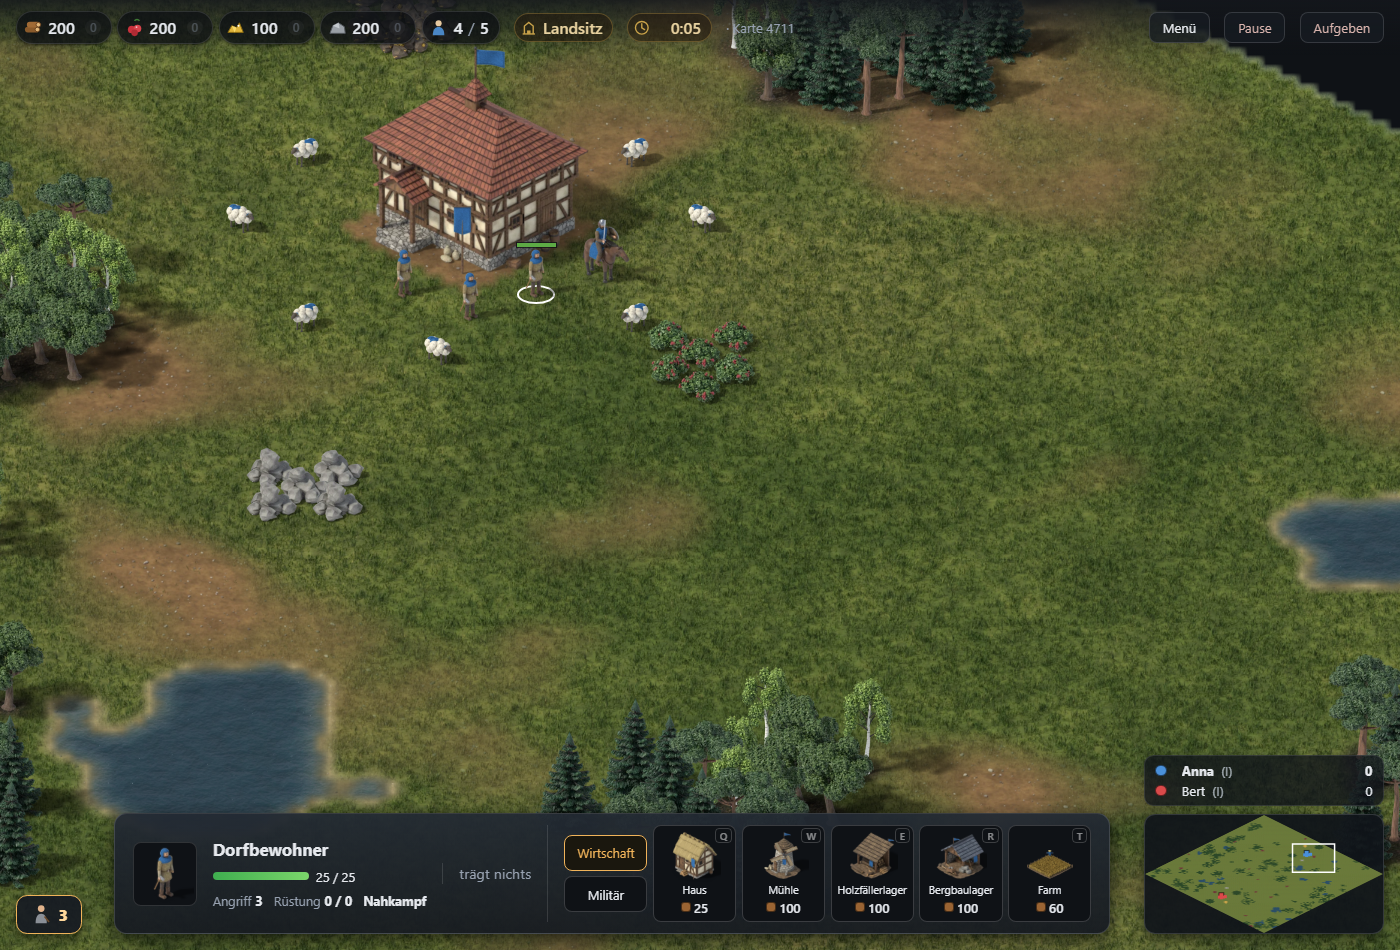 200 0 200 0 100 0 200 0 4 / 5 Landsitz 0:05 Karte 4711 Menü Pause Aufgeben
Anna (I) 0
Bert (I) 0
Dorfbewohner
25 / 25
Angriff 3 Rüstung 0 / 0 Nahkampf
trägt nichts
Wirtschaft
Militär
Q
Haus
25
W
Mühle
100
E
Holzfällerlager
100
R
Bergbaulager
100
T
Farm
60
3